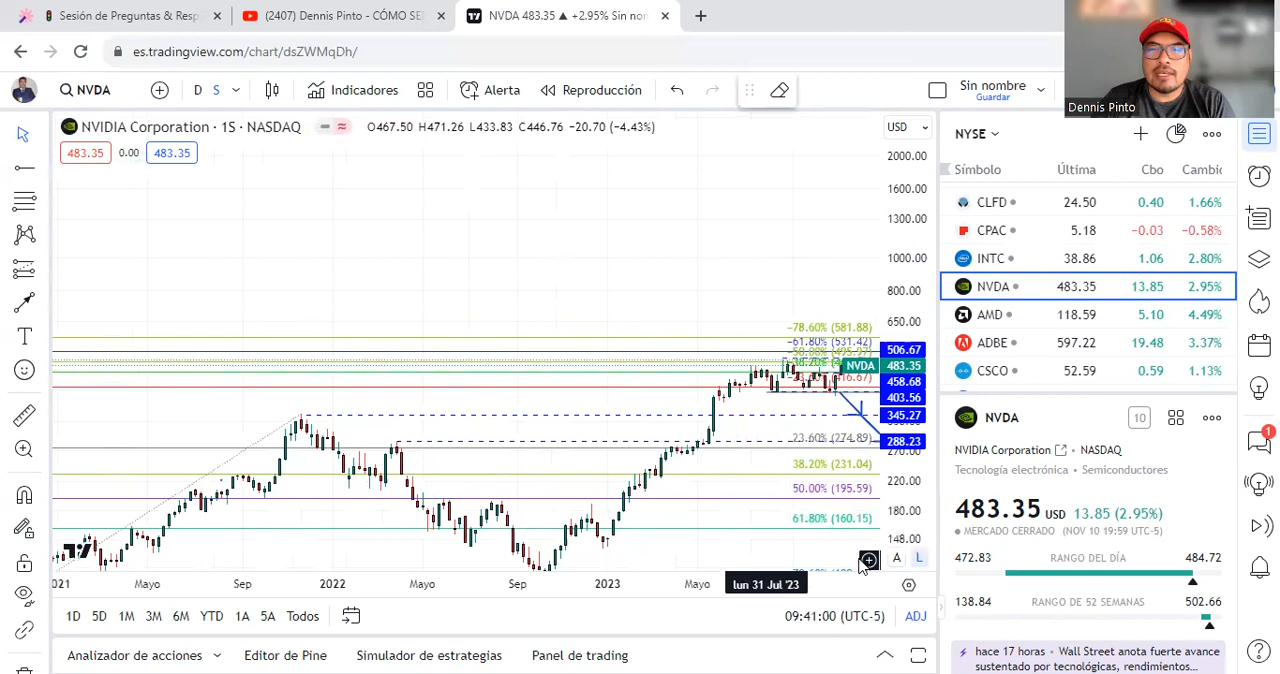 Sesión de Preguntas & Resp
(2407) Dennis Pinto - CÓMO SER
NVDA 483.35 ▲ +2.95% Sin nom
es.tradingview.com/chart/dsZWMqDh/
Dennis Pinto
NVDA
D S
Indicadores
Alerta
Reproducción
Sin nombre
Guardar
NVIDIA Corporation · 1S · NASDAQ
O467.50 H471.26 L433.83 C446.76 −20.70 (−4.43%)
483.35 0.00 483.35
USD
2000.00
1600.00
1300.00
1000.00
800.00
650.00
−78.60% (581.88)
−61.80% (531.42)
506.67
NVDA 483.35
458.68
403.56
345.27
288.23
23.60% (274.89)
270.00
38.20% (231.04)
220.00
50.00% (195.59)
180.00
61.80% (160.15)
148.00
2021 Mayo Sep 2022 Mayo Sep 2023 Mayo lun 31 Jul '23
A L
1D 5D 1M 3M 6M YTD 1A 5A Todos
09:41:00 (UTC-5) ADJ
Analizador de acciones
Editor de Pine
Simulador de estrategias
Panel de trading
NYSE
Símbolo Última Cbo Cambic
CLFD 24.50 0.40 1.66%
CPAC 5.18 −0.03 −0.58%
INTC 38.86 1.06 2.80%
NVDA 483.35 13.85 2.95%
AMD 118.59 5.10 4.49%
ADBE 597.22 19.48 3.37%
CSCO 52.59 0.59 1.13%
NVDA
10
NVIDIA Corporation • NASDAQ
Tecnología electrónica • Semiconductores
483.35 USD 13.85 (2.95%)
MERCADO CERRADO (NOV 10 19:59 UTC-5)
472.83 RANGO DEL DÍA 484.72
138.84 RANGO DE 52 SEMANAS 502.66
hace 17 horas • Wall Street anota fuerte avance
sustentado por tecnológicas, rendimientos...
1